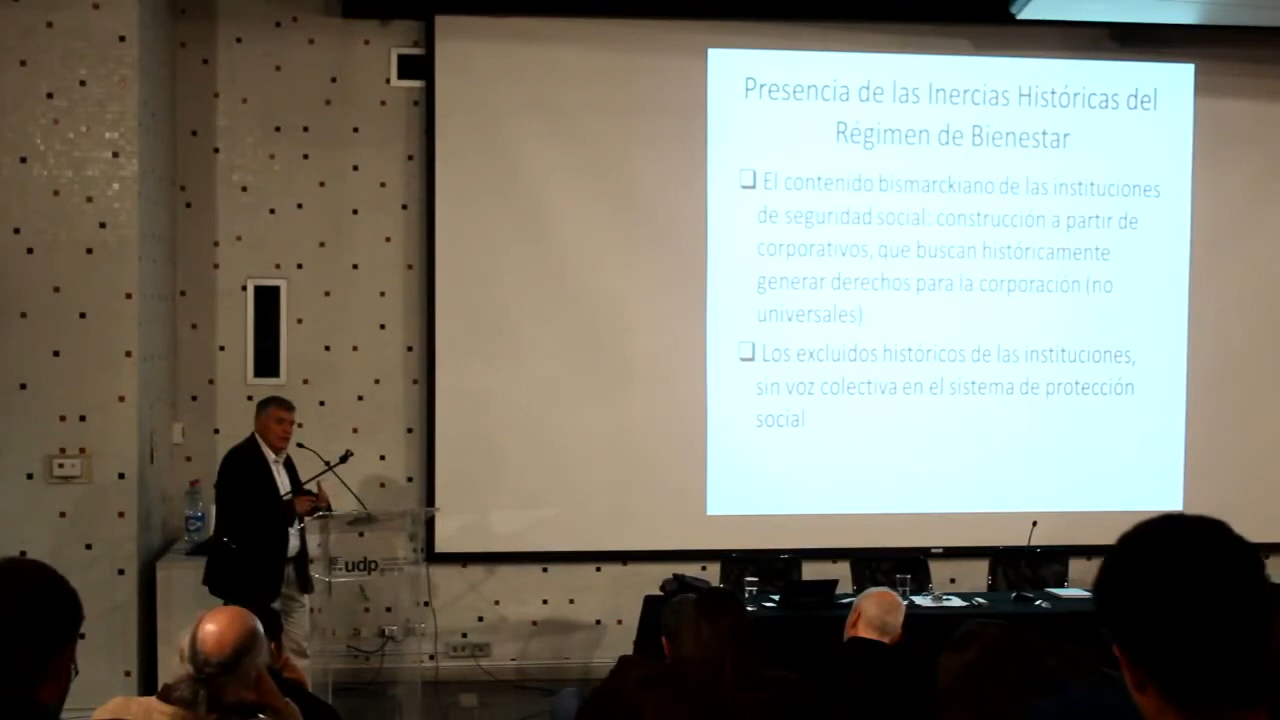 Presencia de las Inercias Históricas del
Régimen de Bienestar
❑ El contenido bismarckiano de las instituciones
de seguridad social: construcción a partir de
corporativos, que buscan históricamente
generar derechos para la corporación (no
universales)
❑ Los excluidos históricos de las instituciones,
sin voz colectiva en el sistema de protección
social
udp